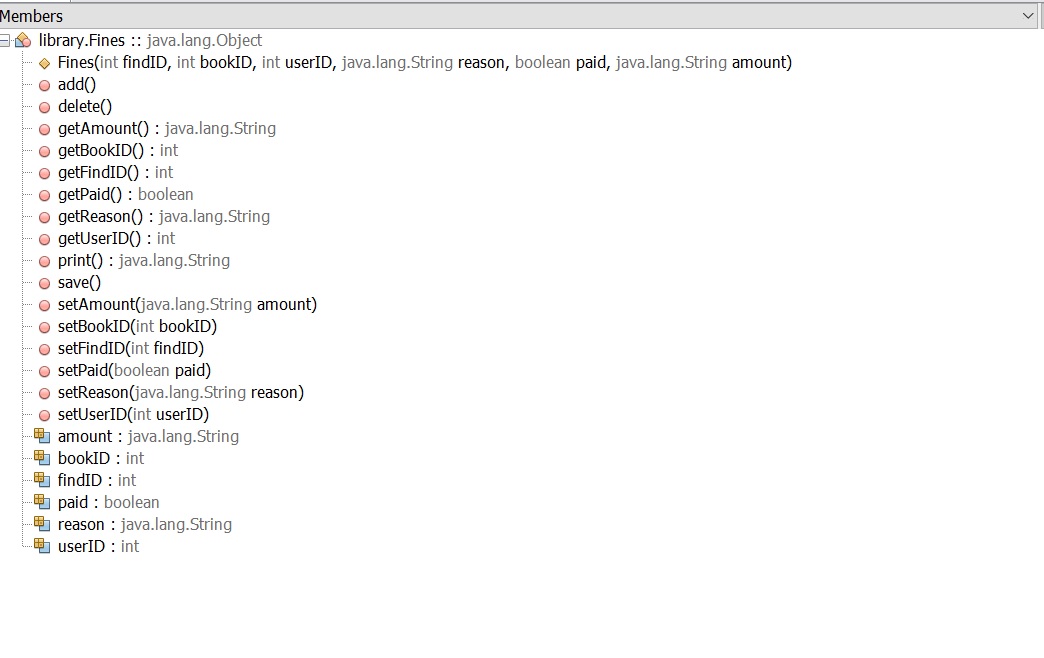 Members
library.Fines :: java.lang.Object
Fines(int findID, int bookID, int userID, java.lang.String reason, boolean paid, java.lang.String amount)
add()
delete()
getAmount() : java.lang.String
getBookID() : int
getFindID() : int
getPaid() : boolean
getReason() : java.lang.String
getUserID() : int
print() : java.lang.String
save()
setAmount(java.lang.String amount)
setBookID(int bookID)
setFindID(int findID)
setPaid(boolean paid)
setReason(java.lang.String reason)
setUserID(int userID)
amount : java.lang.String
bookID : int
findID : int
paid : boolean
reason : java.lang.String
userID : int